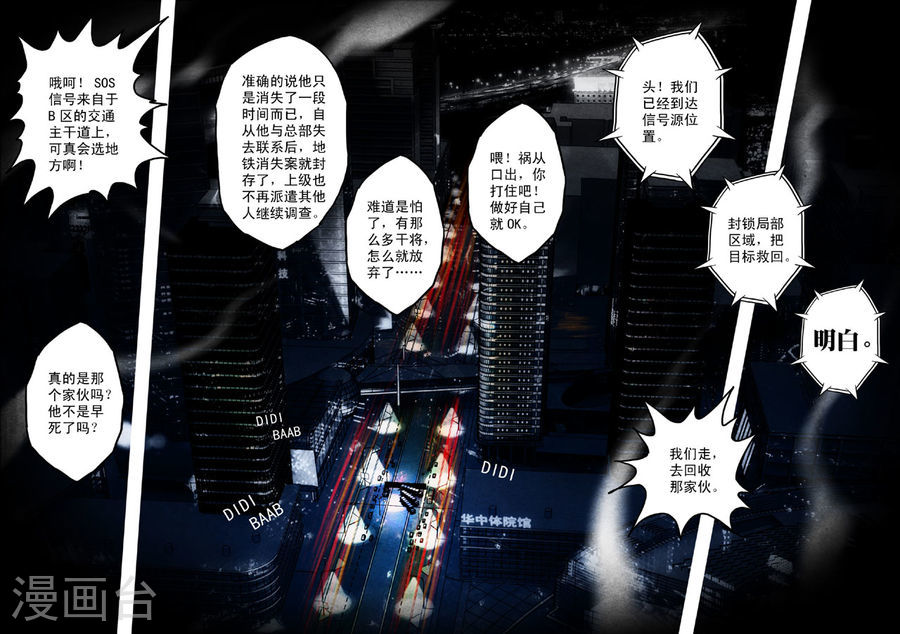 哦呵！SOS
信号来自于
B区的交通
主干道上，
可真会选地
方啊！
真的是那
个家伙吗？
他不是早
死了吗？
准确的说他只
是消失了一段
时间而已，自
从他与总部失
去联系后，地
铁消失案就封
存了，上级也
不再派遣其他
人继续调查。
难道是怕
了，有那
么多干将，
怎么就放
弃了……
喂！祸从
口出，你
打住吧！
做好自己
就OK。
头！我们
已经到达
信号源位
置。
封锁局部
区域，把
目标救回。
明白。
我们走，
去回收
那家伙。
科技
DIDI
BAAB
DIDI
BAAB
DIDI
华中体院馆
漫画台